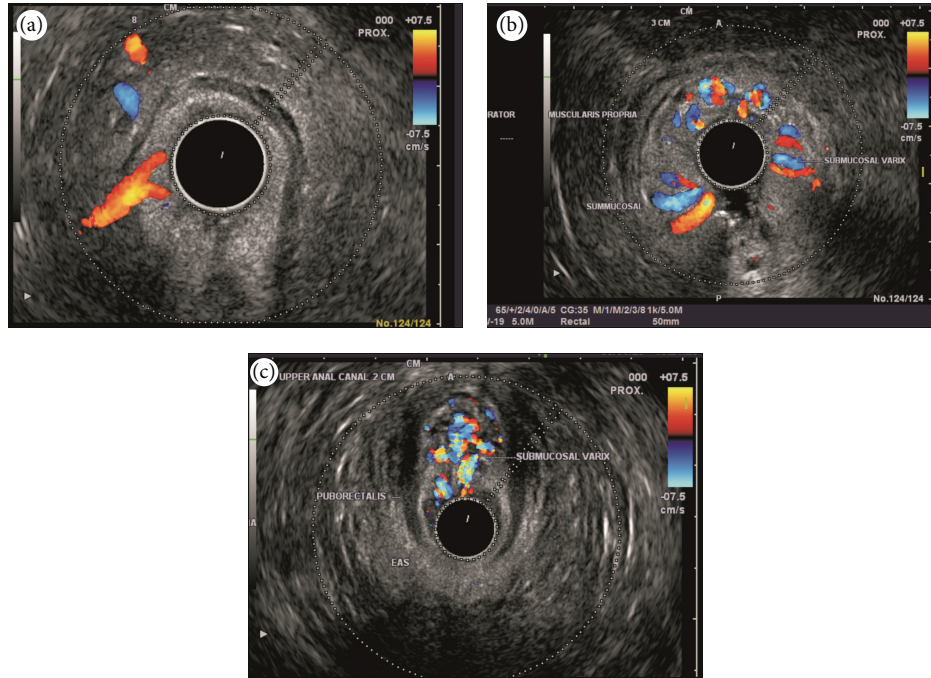 (a)
CM
8
000 +07.5
PROX.
-07.5
cm/s
No.124/124
(b)
CM
3 CM A
000 +07.5
PROX.
RATOR
-----
MUSCULARIS PROPRIA
-07.5
cm/s
SUBMUCOSAL VARIX
SUMMUCOSAL
P
No.124/124
65/+/2/4/0/A/5 CG:35 M/1/M/2/3/8 1k/5.0M
/-19 5.0M Rectal 50mm
(c)
CM
UPPER ANAL CANAL 2 CM A
000 +07.5
PROX.
SUBMUCOSAL VARIX
PUBORECTALIS
-07.5
cm/s
EAS
No.124/124